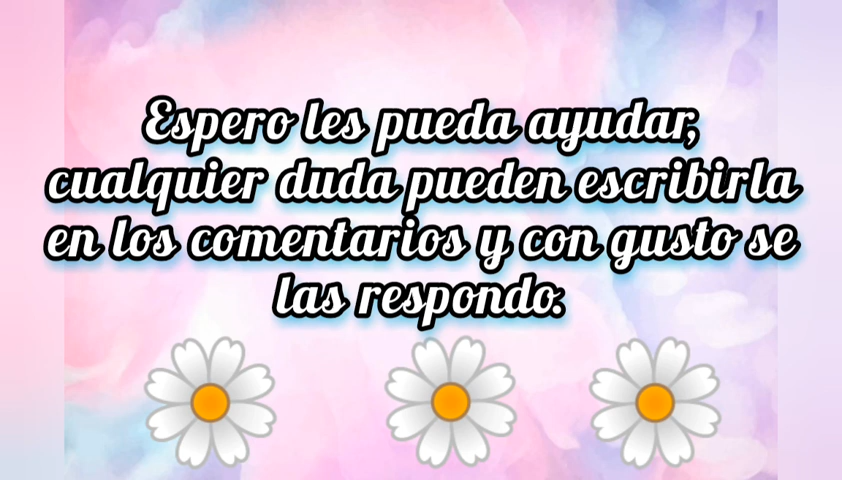 Espero les pueda ayudar,
cualquier duda pueden escribirla
en los comentarios y con gusto se
las respondo.